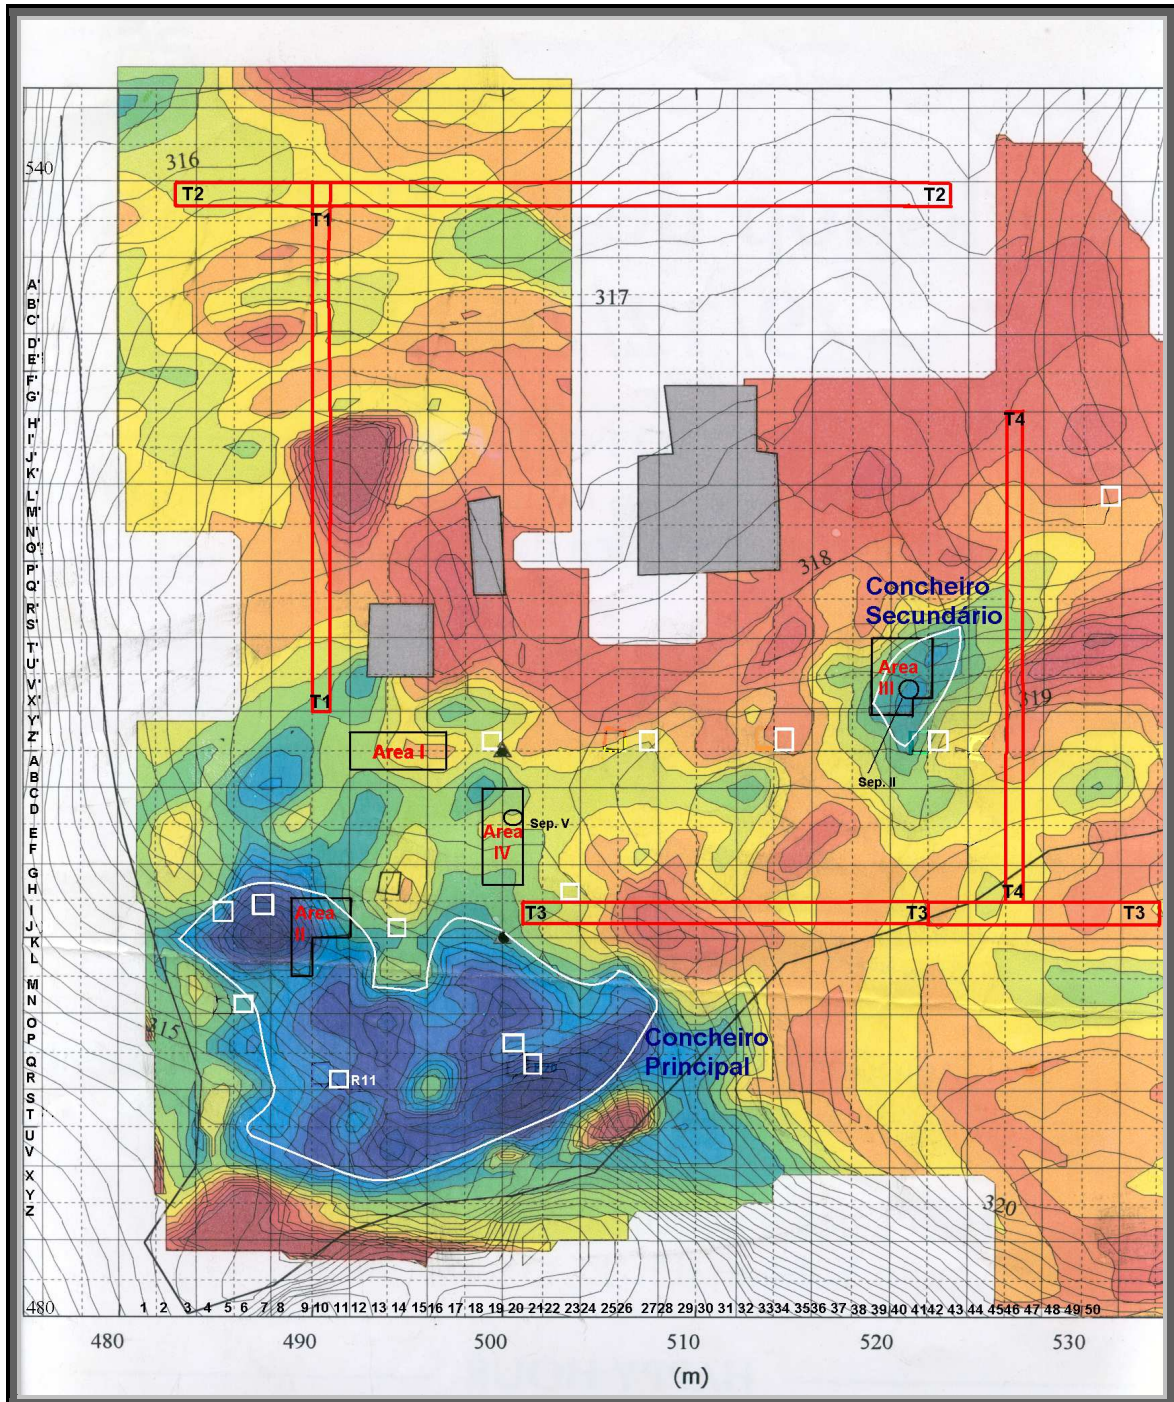 540
316
T2
T2
T1
A'
B'
C'
317
D'
E'
F'
G'
H'
T4
I'
J'
K'
L'
M'
N'
O'
P'
Q'
318
Concheiro
Secundário
R'
S'
T'
U'
Area
III
V'
X'
T1
319
Y'
Z'
Area I
A
B
C
D
Sep. II
E
F
Area
IV
Sep. V
G
H
T4
I
J
Area
II
T3
T3
T3
K
L
M
N
O
P
315
Concheiro
Principal
Q
R
R11
S
T
U
V
X
Y
Z
320
480
1 2 3 4 5 6 7 8 9 10 11 12 13 14 15 16 17 18 19 20 21 22 23 24 25 26 27 28 29 30 31 32 33 34 35 36 37 38 39 40 41 42 43 44 45 46 47 48 49 50
480 490 500 510 520 530
(m)